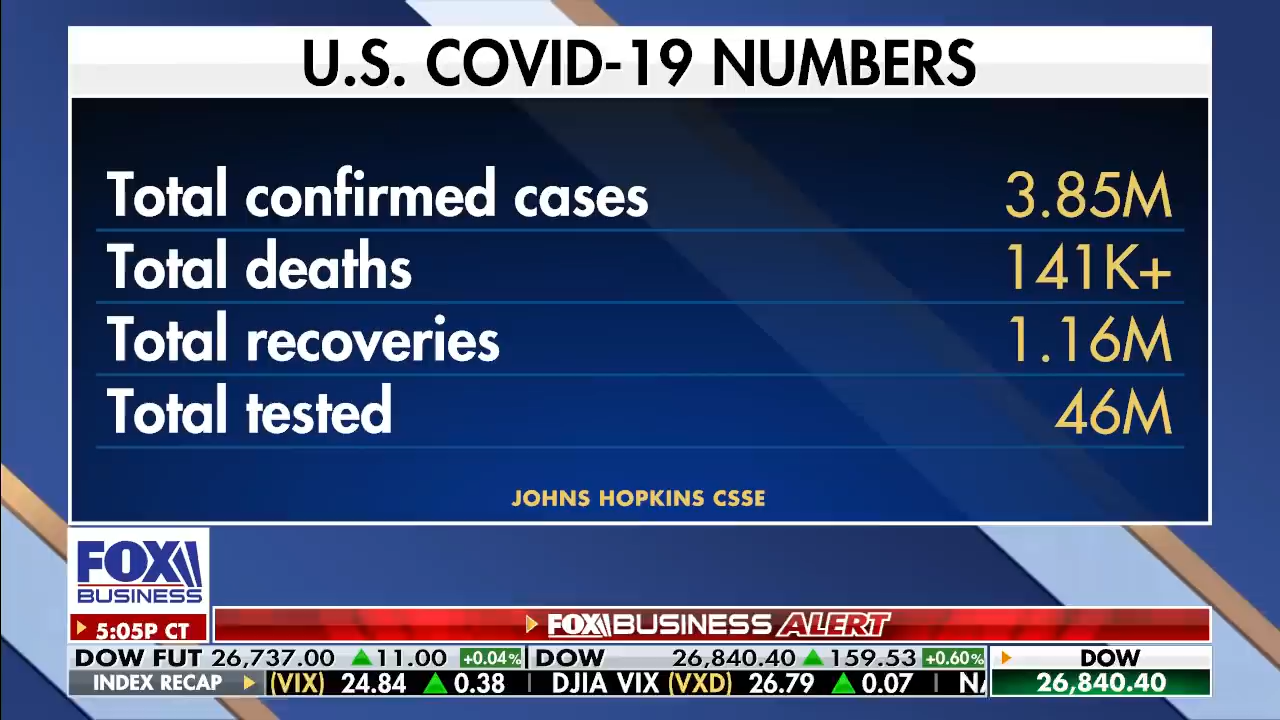 U.S. COVID-19 NUMBERS
Total confirmed cases 3.85M
Total deaths 141K+
Total recoveries 1.16M
Total tested 46M
JOHNS HOPKINS CSSE
FOX
BUSINESS
5:05P CT
FOX BUSINESS ALERT
DOW FUT 26,737.00 ▲ 11.00 +0.04% DOW 26,840.40 ▲ 159.53 +0.60% DOW
INDEX RECAP (VIX) 24.84 ▲ 0.38 DJIA VIX (VXD) 26.79 ▲ 0.07 26,840.40